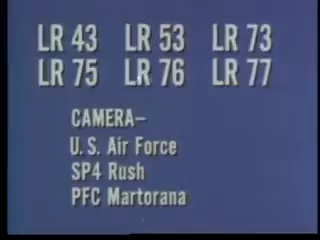 LR 43 LR 53 LR 73
LR 75 LR 76 LR 77
CAMERA—
U.S. Air Force
SP4 Rush
PFC Martorana